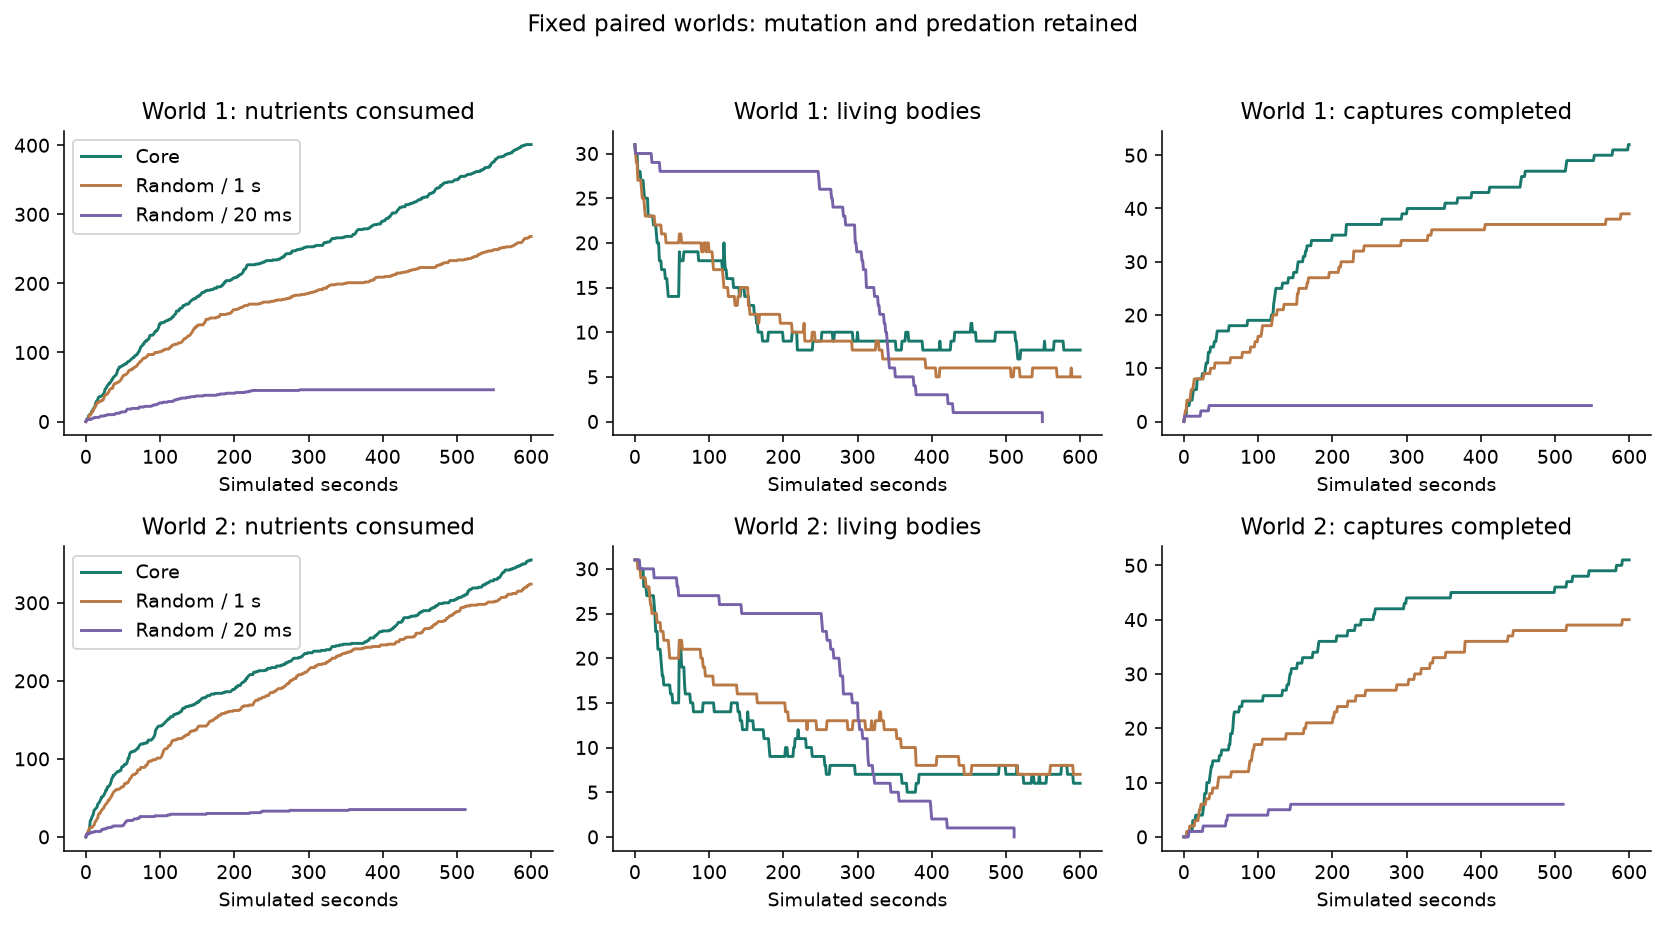 Fixed paired worlds: mutation and predation retained
World 1: nutrients consumed
400
300
200
100
0
Core
Random / 1 s
Random / 20 ms
0 100 200 300 400 500 600
Simulated seconds
World 1: living bodies
30
25
20
15
10
5
0
0 100 200 300 400 500 600
Simulated seconds
World 1: captures completed
50
40
30
20
10
0
0 100 200 300 400 500 600
Simulated seconds
World 2: nutrients consumed
300
200
100
0
Core
Random / 1 s
Random / 20 ms
0 100 200 300 400 500 600
Simulated seconds
World 2: living bodies
30
25
20
15
10
5
0
0 100 200 300 400 500 600
Simulated seconds
World 2: captures completed
50
40
30
20
10
0
0 100 200 300 400 500 600
Simulated seconds